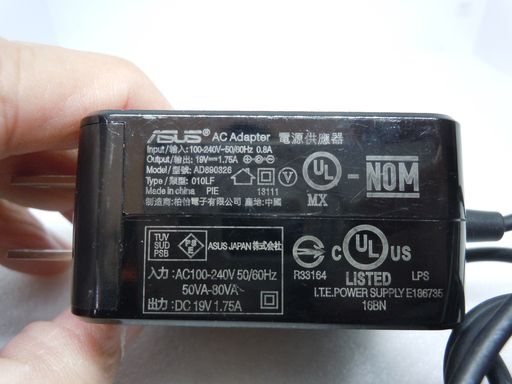 ASUS® AC Adapter 電源供應器
Input/輸入:100-240V~50/60Hz 0.8A
Output/輸出: 19V⎓1.75A
Model/型號: AD890326
Type / 類型: 010LF
Made in china PIE 13111
制造商: 柏怡電子有限公司 產地: 中國
UL
MX
NOM
TUV
SUD
PSB
PSE
ASUS JAPAN 株式会社
入力: AC100-240V 50/60Hz
50VA-80VA
出力: DC 19V 1.75A
R33164
C UL US
LISTED LPS
I.T.E. POWER SUPPLY E186735
16BN